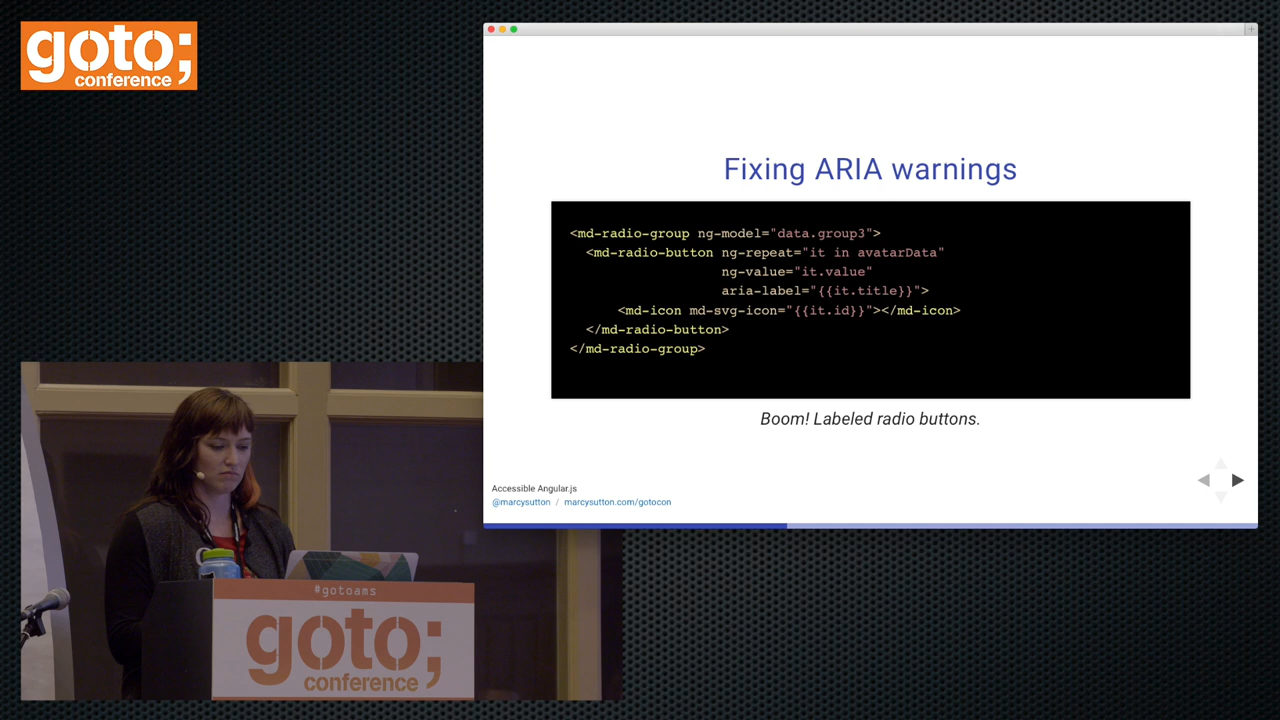 goto;
conference
Fixing ARIA warnings
<md-radio-group ng-model="data.group3">
<md-radio-button ng-repeat="it in avatarData"
ng-value="it.value"
aria-label="{{it.title}}">
<md-icon md-svg-icon="{{it.id}}"></md-icon>
</md-radio-button>
</md-radio-group>
Boom! Labeled radio buttons.
Accessible Angular.js
@marcysutton / marcysutton.com/gotocon
#gotoams
goto;
conference